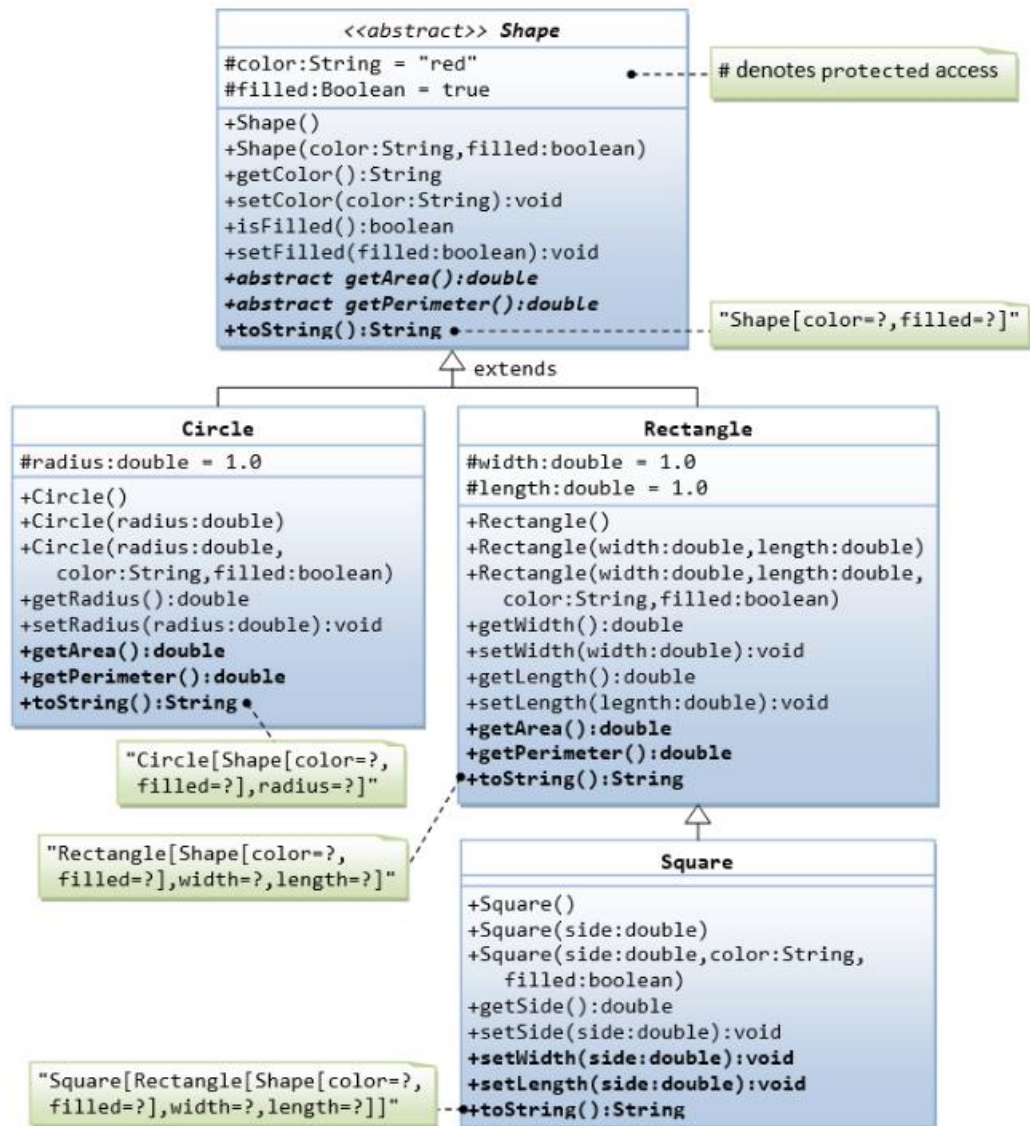 <<abstract>> Shape
#color:String = "red"
#filled:Boolean = true
# denotes protected access
+Shape()
+Shape(color:String,filled:boolean)
+getColor():String
+setColor(color:String):void
+isFilled():boolean
+setFilled(filled:boolean):void
+abstract getArea():double
+abstract getPerimeter():double
+toString():String
"Shape[color=?,filled=?]"
extends
Circle
#radius:double = 1.0
+Circle()
+Circle(radius:double)
+Circle(radius:double,
color:String,filled:boolean)
+getRadius():double
+setRadius(radius:double):void
+getArea():double
+getPerimeter():double
+toString():String
"Circle[Shape[color=?,
filled=?],radius=?]"
Rectangle
#width:double = 1.0
#length:double = 1.0
+Rectangle()
+Rectangle(width:double,length:double)
+Rectangle(width:double,length:double,
color:String,filled:boolean)
+getWidth():double
+setWidth(width:double):void
+getLength():double
+setLength(legnth:double):void
+getArea():double
+getPerimeter():double
+toString():String
"Rectangle[Shape[color=?,
filled=?],width=?,length=?]"
Square
+Square()
+Square(side:double)
+Square(side:double,color:String,
filled:boolean)
+getSide():double
+setSide(side:double):void
+setWidth(side:double):void
+setLength(side:double):void
+toString():String
"Square[Rectangle[Shape[color=?,
filled=?],width=?,length=?]]"